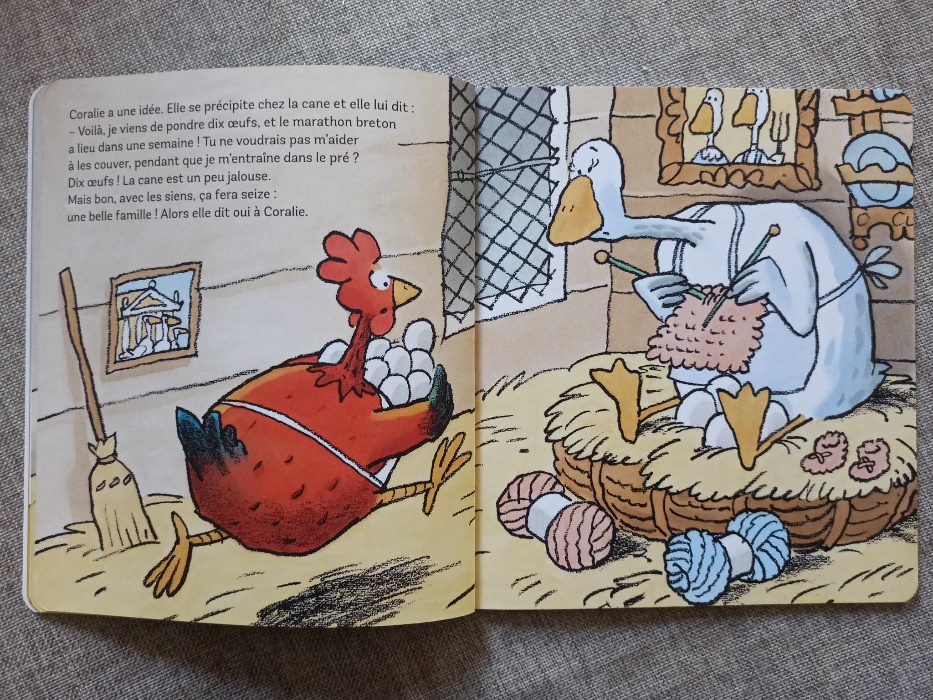 Coralie a une idée. Elle se précipite chez la cane et elle lui dit :
– Voilà, je viens de pondre dix œufs, et le marathon breton
a lieu dans une semaine ! Tu ne voudrais pas m'aider
à les couver, pendant que je m'entraîne dans le pré ?
Dix œufs ! La cane est un peu jalouse.
Mais bon, avec les siens, ça fera seize :
une belle famille ! Alors elle dit oui à Coralie.